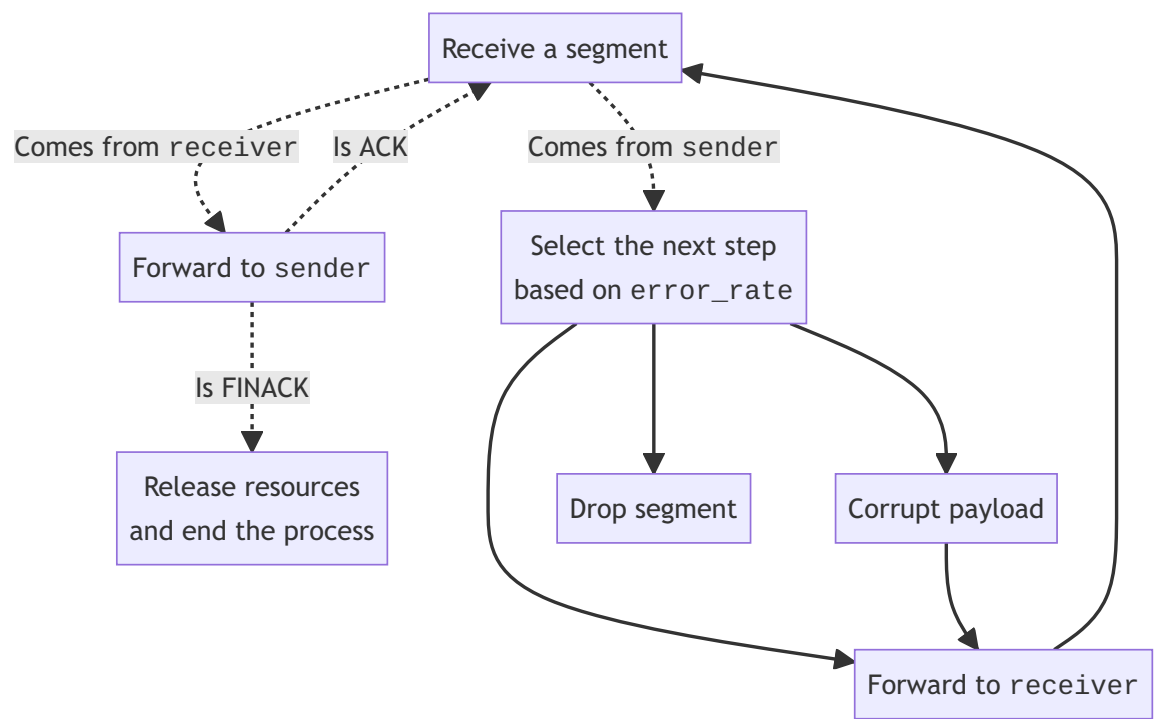 Receive a segment
Comes from receiver
Is ACK
Comes from sender
Forward to sender
Select the next step
based on error_rate
Is FINACK
Release resources
and end the process
Drop segment
Corrupt payload
Forward to receiver